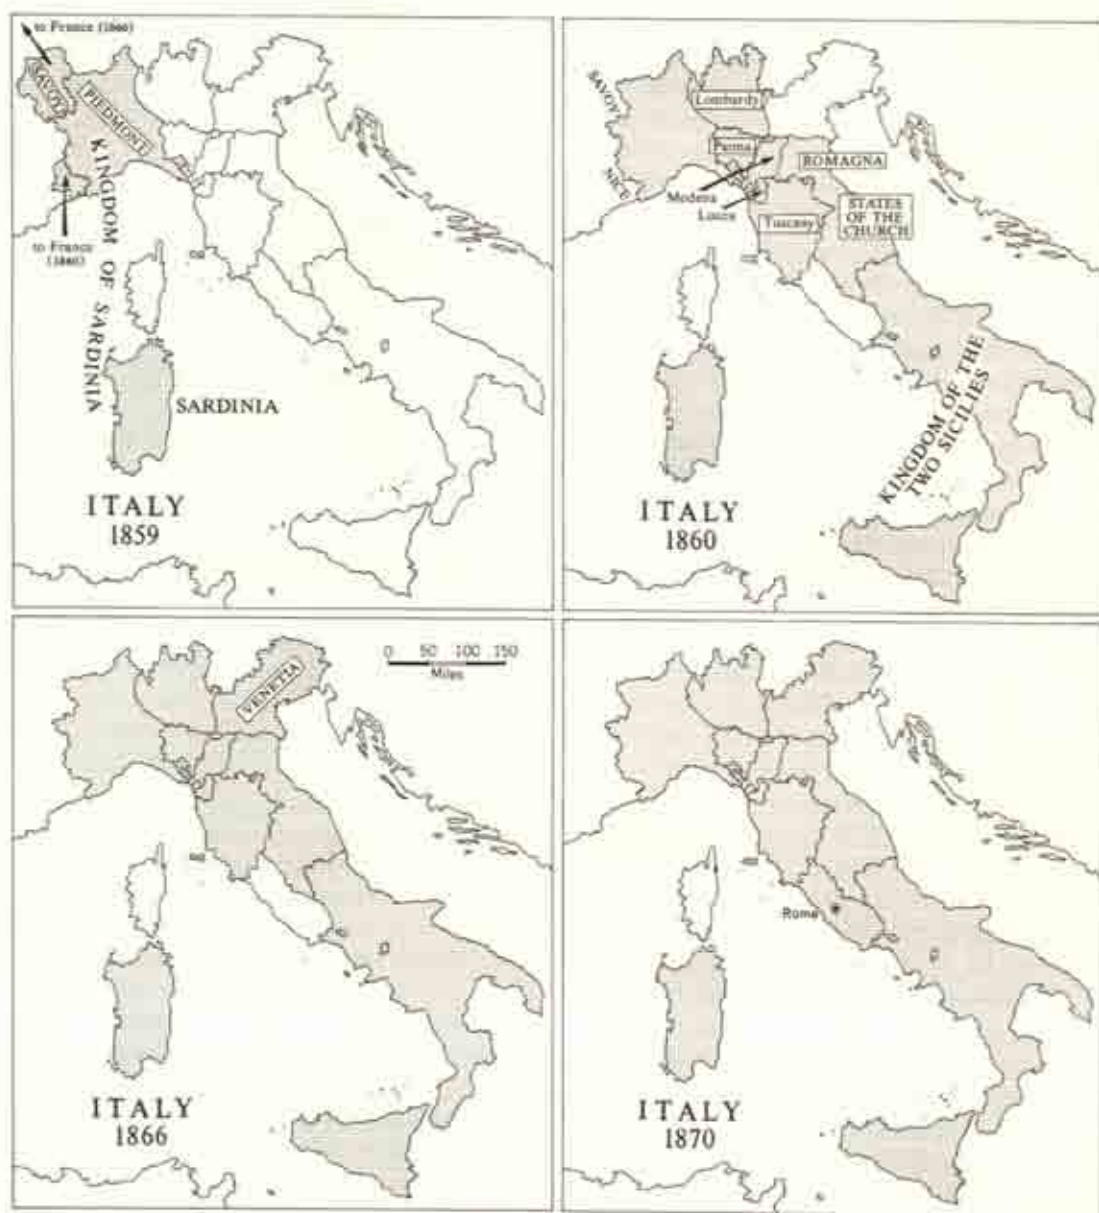 to France (1860)
SAVOY
PIEDMONT
KINGDOM OF SARDINIA
to France
(1860)
SARDINIA
ITALY
1859
SAVOY
NICE
Lombardy
Parma
ROMAGNA
Modena
Lucca
Tuscany
STATES
OF THE
CHURCH
KINGDOM OF THE
TWO SICILIES
ITALY
1860
0 50 100 150
Miles
VENETIA
ITALY
1866
Rome
ITALY
1870